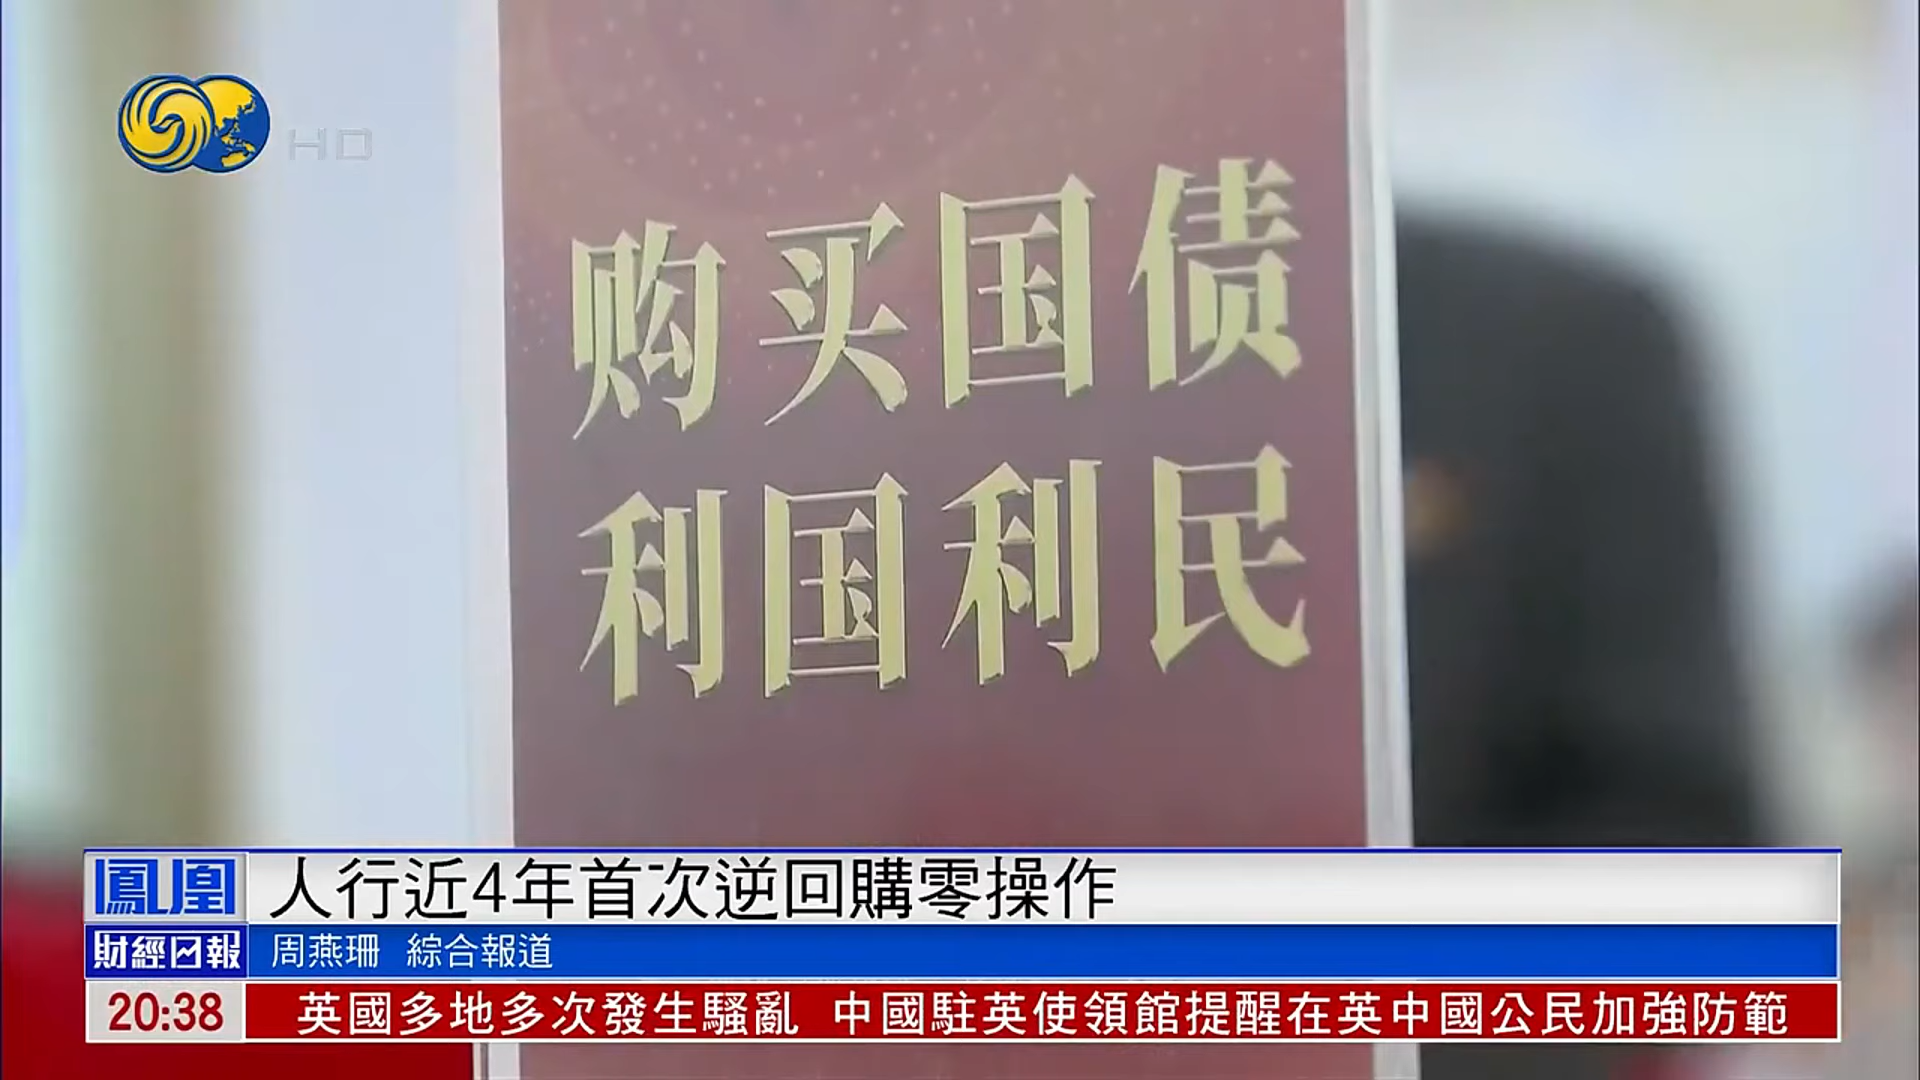 HD
购买国债
利国利民
鳳凰 人行近4年首次逆回購零操作
財經日報 周燕珊 綜合報道
20:38 英國多地多次發生騷亂 中國駐英使領館提醒在英中國公民加強防範